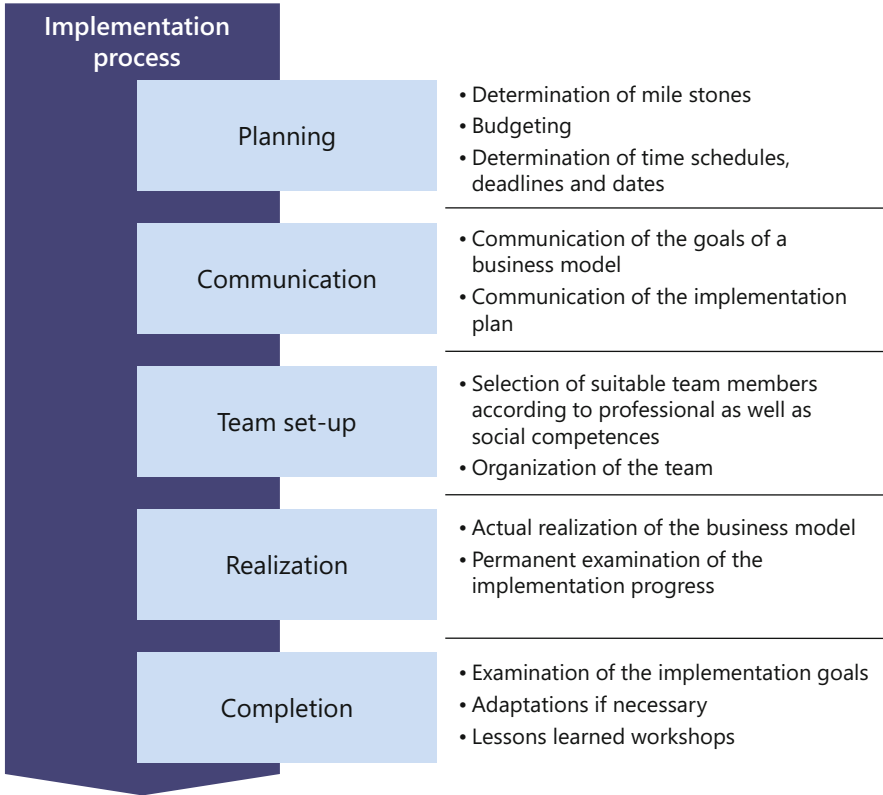 Implementation
process
Planning
• Determination of mile stones
• Budgeting
• Determination of time schedules,
deadlines and dates
Communication
• Communication of the goals of a
business model
• Communication of the implementation
plan
Team set-up
• Selection of suitable team members
according to professional as well as
social competences
• Organization of the team
Realization
• Actual realization of the business model
• Permanent examination of the
implementation progress
Completion
• Examination of the implementation goals
• Adaptations if necessary
• Lessons learned workshops